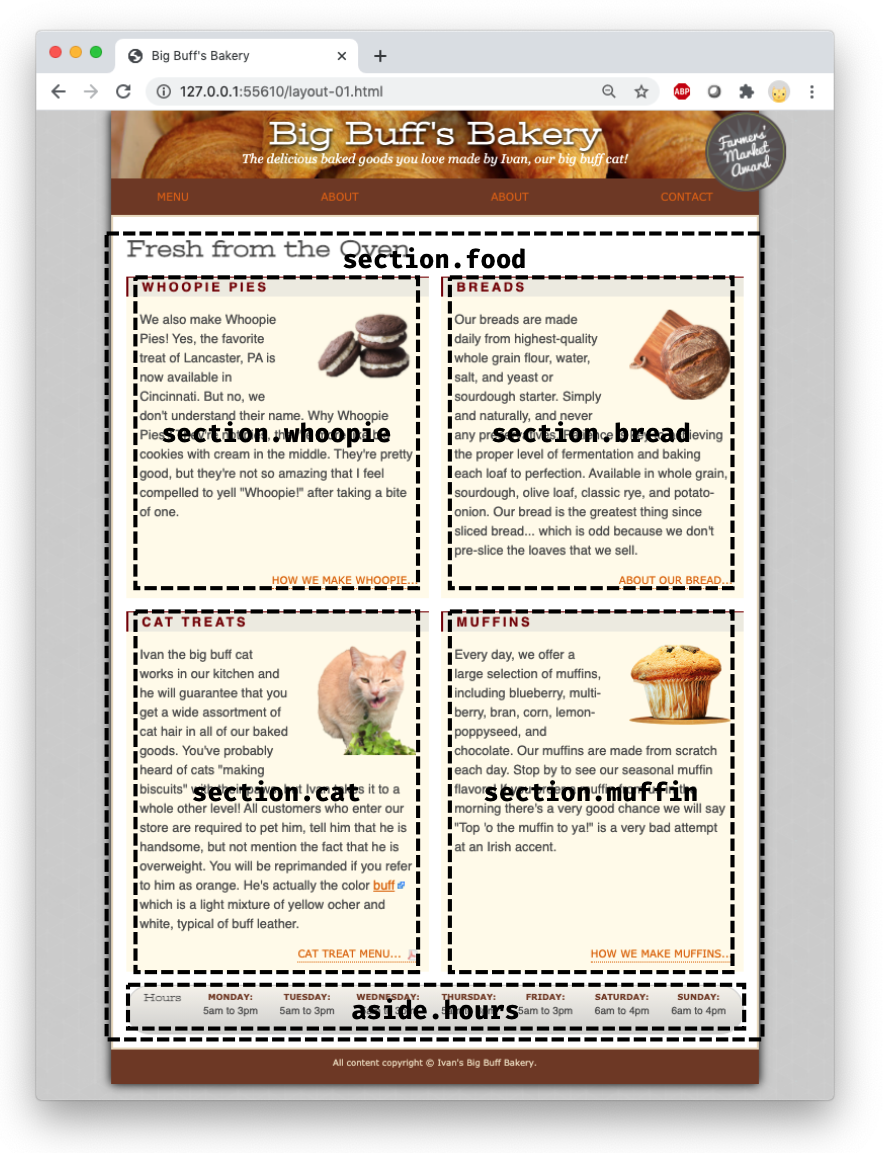 Big Buff's Bakery
127.0.0.1:55610/layout-01.html
ABP
Big Buff's Bakery
The delicious baked goods you love made by Ivan, our big buff cat!
Farmers'
Market
Award
MENU ABOUT ABOUT CONTACT
Fresh from the Oven
section.food
WHOOPIE PIES
We also make Whoopie
Pies! Yes, the favorite
treat of Lancaster, PA is
now available in
Cincinnati. But no, we
don't understand their name. Why Whoopie
section.whoopie
cookies with cream in the middle. They're pretty
good, but they're not so amazing that I feel
compelled to yell "Whoopie!" after taking a bite
of one.
HOW WE MAKE WHOOPIE...
BREADS
Our breads are made
daily from highest-quality
whole grain flour, water,
salt, and yeast or
sourdough starter. Simply
and naturally, and never
any
section.bread
the proper level of fermentation and baking
each loaf to perfection. Available in whole grain,
sourdough, olive loaf, classic rye, and potato-
onion. Our bread is the greatest thing since
sliced bread... which is odd because we don't
pre-slice the loaves that we sell.
ABOUT OUR BREAD...
CAT TREATS
Ivan the big buff cat
works in our kitchen and
he will guarantee that you
get a wide assortment of
cat hair in all of our baked
goods. You've probably
heard of cats "making
biscuits" with their paws, but Ivan takes it to a
section.cat
whole other level! All customers who enter our
store are required to pet him, tell him that he is
handsome, but not mention the fact that he is
overweight. You will be reprimanded if you refer
to him as orange. He's actually the color buff
which is a light mixture of yellow ocher and
white, typical of buff leather.
CAT TREAT MENU...
MUFFINS
Every day, we offer a
large selection of muffins,
including blueberry, multi-
berry, bran, corn, lemon-
poppyseed, and
chocolate. Our muffins are made from scratch
each day. Stop by to see our seasonal muffin
section.muffin
morning there's a very good chance we will say
"Top 'o the muffin to ya!" is a very bad attempt
at an Irish accent.
HOW WE MAKE MUFFINS...
Hours
MONDAY: TUESDAY: WEDNESDAY: THURSDAY: FRIDAY: SATURDAY: SUNDAY:
5am to 3pm 5am to 3pm 5am to 3pm 6am to 4pm 6am to 4pm
aside.hours
All content copyright © Ivan's Big Buff Bakery.